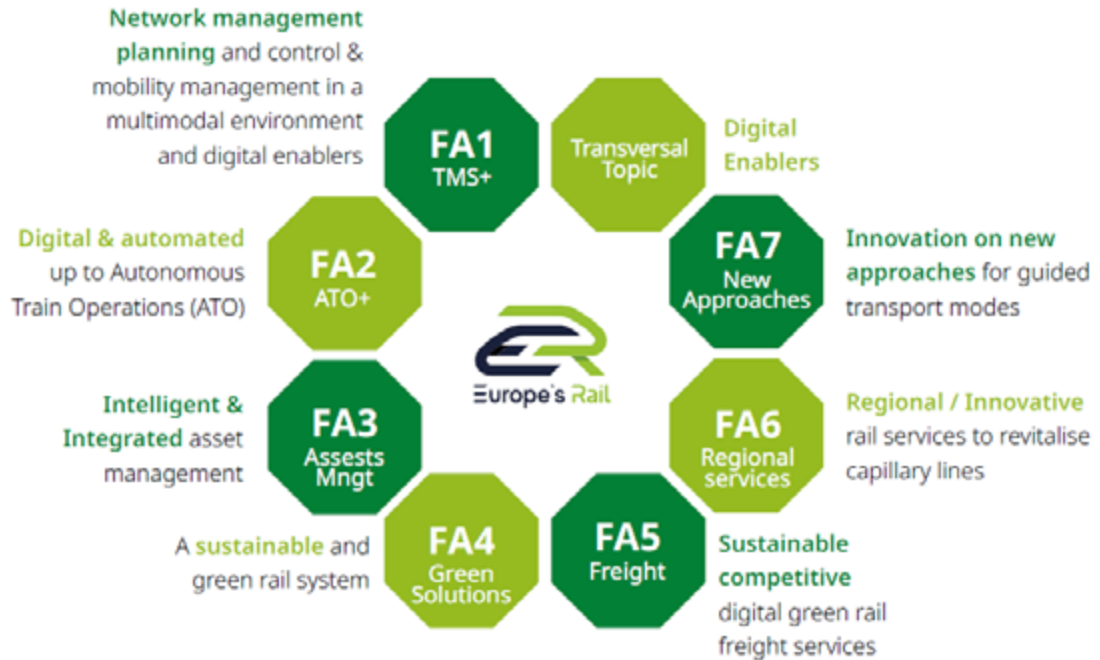 Network management
planning and control &
mobility management in a
multimodal environment
and digital enablers
FA1
TMS+
Transversal
Topic
Digital
Enablers
Digital & automated
up to Autonomous
Train Operations (ATO)
FA2
ATO+
FA7
New
Approaches
Innovation on new
approaches for guided
transport modes
ER
Europe's Rail
Intelligent &
Integrated asset
management
FA3
Assests
Mngt
FA6
Regional
services
Regional / Innovative
rail services to revitalise
capillary lines
A sustainable and
green rail system
FA4
Green
Solutions
FA5
Freight
Sustainable
competitive
digital green rail
freight services